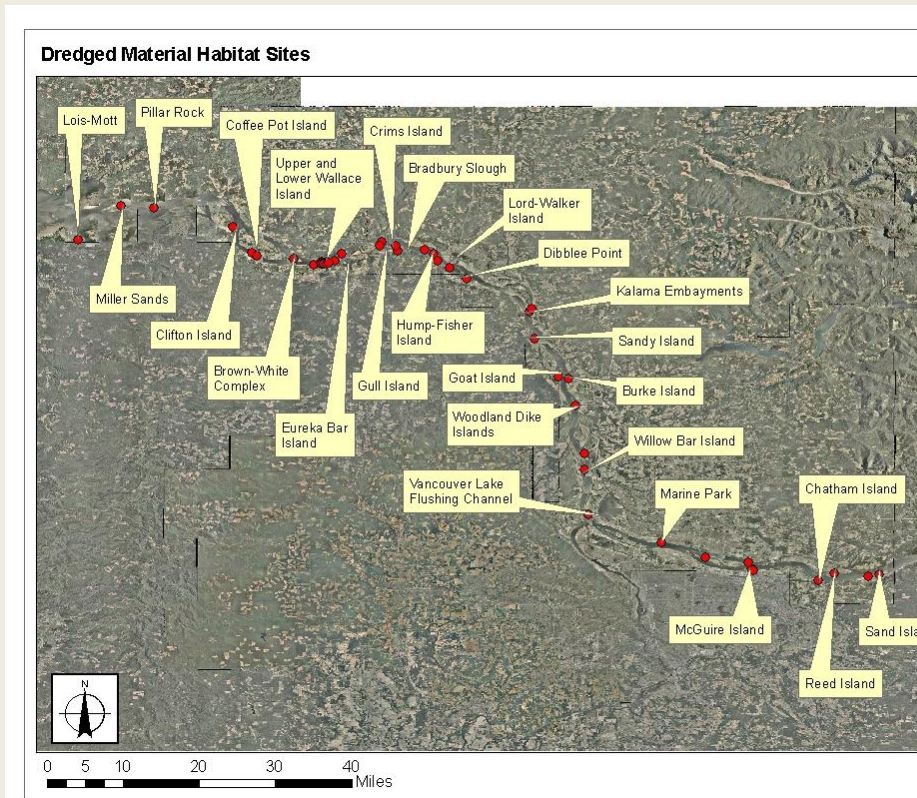 Dredged Material Habitat Sites
Lois-Mott
Pillar Rock
Coffee Pot Island
Crims Island
Upper and
Lower Wallace
Island
Bradbury Slough
Lord-Walker
Island
Dibblee Point
Miller Sands
Clifton Island
Brown-White
Complex
Eureka Bar
Island
Gull Island
Hump-Fisher
Island
Kalama Embayments
Sandy Island
Goat Island
Burke Island
Woodland Dike
Islands
Willow Bar Island
Vancouver Lake
Flushing Channel
Marine Park
Chatham Island
McGuire Island
Sand Isla
Reed Island
N
0 5 10 20 30 40
Miles